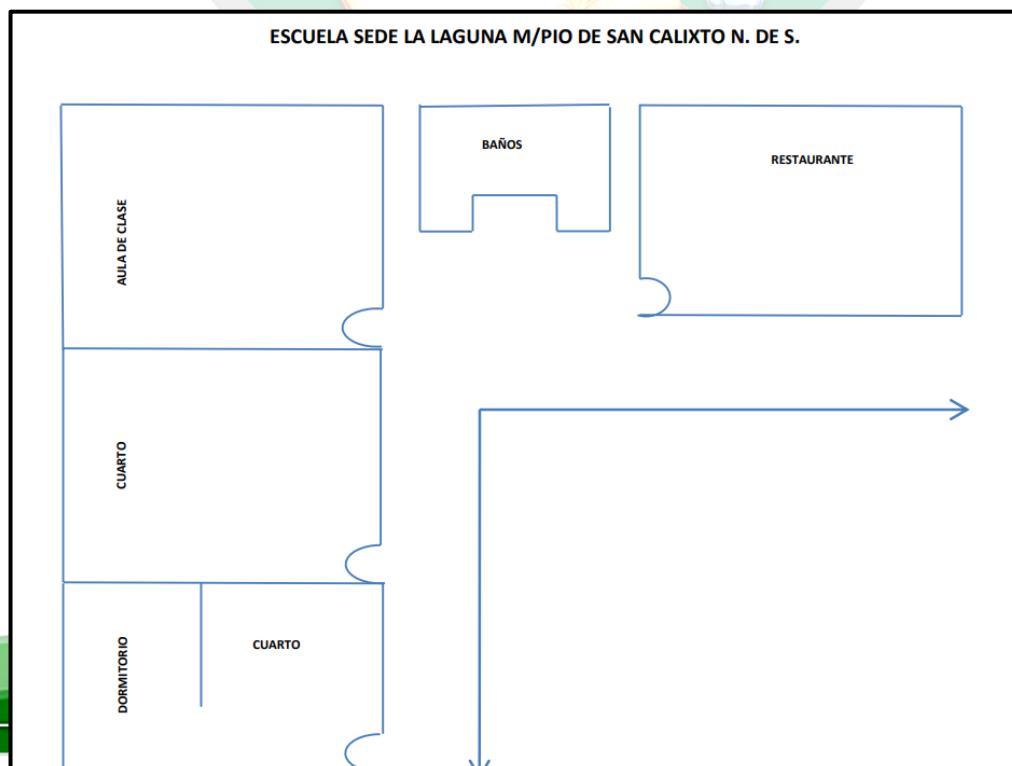 ESCUELA SEDE LA LAGUNA M/PIO DE SAN CALIXTO N. DE S.
BAÑOS
RESTAURANTE
AULA DE CLASE
CUARTO
DORMITORIO
CUARTO